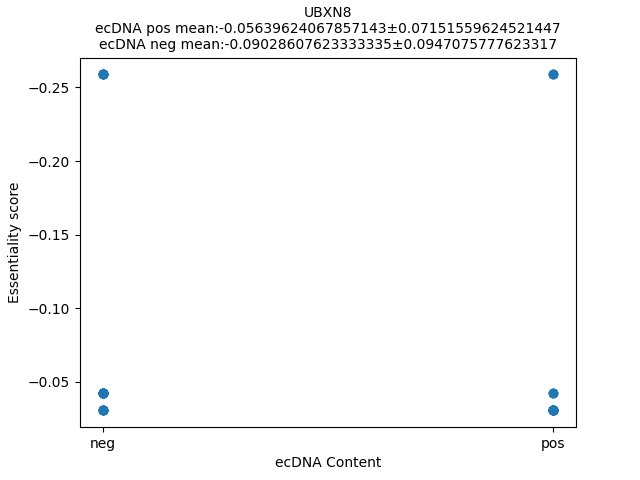 UBXN8
ecDNA pos mean:-0.05639624067857143±0.07151559624521447
ecDNA neg mean:-0.09028607623333335±0.0947075777623317
−0.25
−0.20
−0.15
−0.10
−0.05
Essentiality score
neg
pos
ecDNA Content